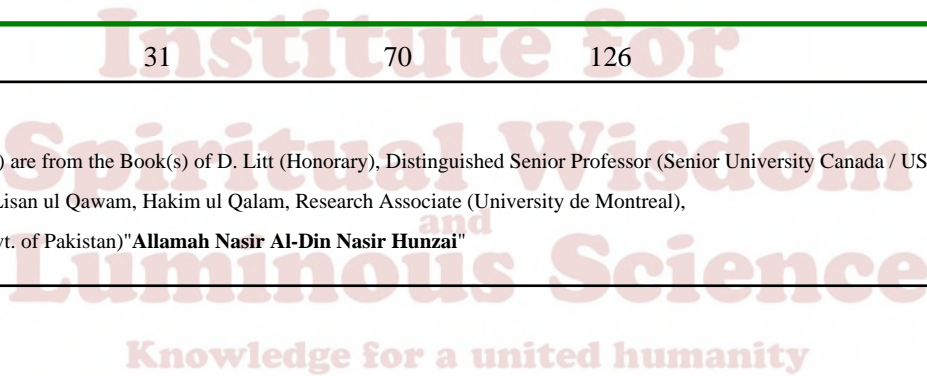 Institute for
31 70 126
Spiritual Wisdom
) are from the Book(s) of D. Litt (Honorary), Distinguished Senior Professor (Senior University Canada / US
Lisan ul Qawam, Hakim ul Qalam, Research Associate (University de Montreal),
and
vt. of Pakistan)"Allamah Nasir Al-Din Nasir Hunzai"
Luminous Science
Knowledge for a united humanity